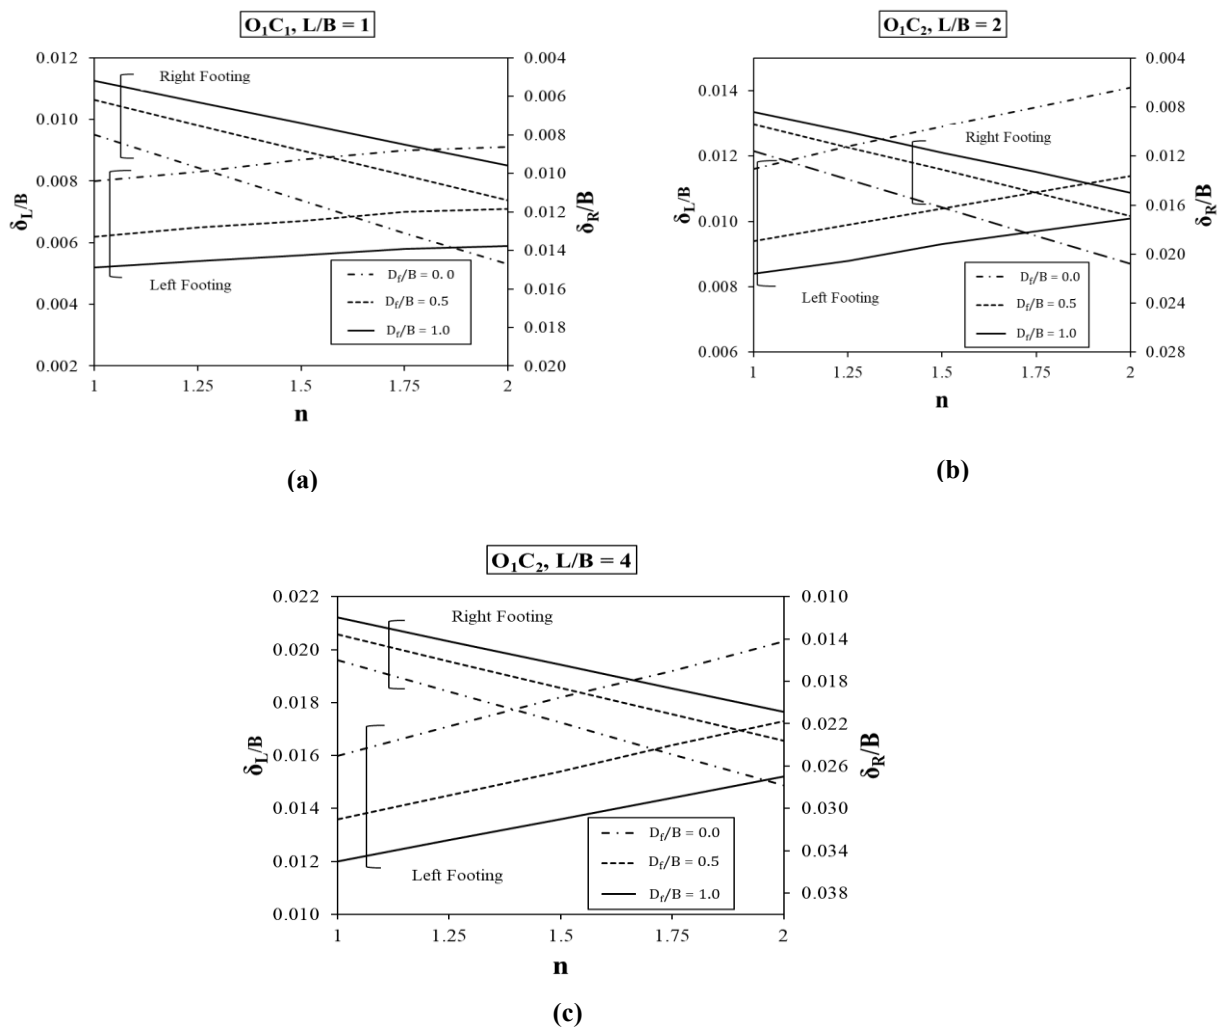 O₁C₁, L/B = 1
0.012
0.010
0.008
0.006
0.004
0.002
δL/B
0.004
0.006
0.008
0.010
0.012
0.014
0.016
0.018
0.020
δR/B
Right Footing
Left Footing
Df/B = 0.0
Df/B = 0.5
Df/B = 1.0
1 1.25 1.5 1.75 2
n
(a)
O₁C₂, L/B = 2
0.014
0.012
0.010
0.008
0.006
δL/B
0.004
0.008
0.012
0.016
0.020
0.024
0.028
δR/B
Right Footing
Left Footing
Df/B = 0.0
Df/B = 0.5
Df/B = 1.0
1 1.25 1.5 1.75 2
n
(b)
O₁C₂, L/B = 4
0.022
0.020
0.018
0.016
0.014
0.012
0.010
δL/B
0.010
0.014
0.018
0.022
0.026
0.030
0.034
0.038
δR/B
Right Footing
Left Footing
Df/B = 0.0
Df/B = 0.5
Df/B = 1.0
1 1.25 1.5 1.75 2
n
(c)